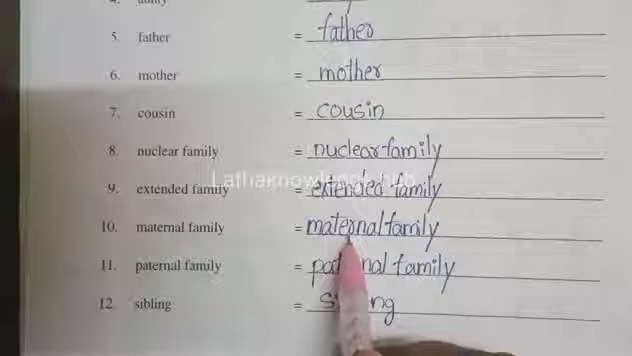 5. father = father
6. mother = mother
7. cousin = cousin
8. nuclear family = nuclear family
9. extended family = extended family
10. maternal family = maternal family
11. paternal family = family
12. sibling =